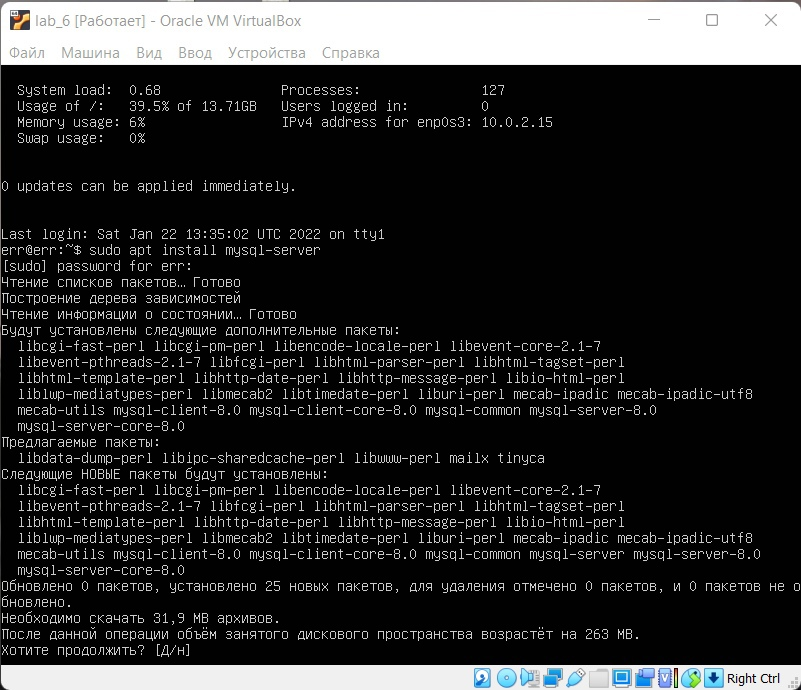 lab_6 [Работает] - Oracle VM VirtualBox
Файл Машина Вид Ввод Устройства Справка
System load: 0.68 Processes: 127
Usage of /: 39.5% of 13.71GB Users logged in: 0
Memory usage: 6% IPv4 address for enp0s3: 10.0.2.15
Swap usage: 0%
0 updates can be applied immediately.
Last login: Sat Jan 22 13:35:02 UTC 2022 on tty1
err@err:~$ sudo apt install mysql-server
[sudo] password for err:
Чтение списков пакетов… Готово
Построение дерева зависимостей
Чтение информации о состоянии… Готово
Будут установлены следующие дополнительные пакеты:
libcgi-fast-perl libcgi-pm-perl libencode-locale-perl libevent-core-2.1-7
libevent-pthreads-2.1-7 libfcgi-perl libhtml-parser-perl libhtml-tagset-perl
libhtml-template-perl libhttp-date-perl libhttp-message-perl libio-html-perl
liblwp-mediatypes-perl libmecab2 libtimedate-perl liburi-perl mecab-ipadic mecab-ipadic-utf8
mecab-utils mysql-client-8.0 mysql-client-core-8.0 mysql-common mysql-server-8.0
mysql-server-core-8.0
Предлагаемые пакеты:
libdata-dump-perl libipc-sharedcache-perl libwww-perl mailx tinyca
Следующие НОВЫЕ пакеты будут установлены:
libcgi-fast-perl libcgi-pm-perl libencode-locale-perl libevent-core-2.1-7
libevent-pthreads-2.1-7 libfcgi-perl libhtml-parser-perl libhtml-tagset-perl
libhtml-template-perl libhttp-date-perl libhttp-message-perl libio-html-perl
liblwp-mediatypes-perl libmecab2 libtimedate-perl liburi-perl mecab-ipadic mecab-ipadic-utf8
mecab-utils mysql-client-8.0 mysql-client-core-8.0 mysql-common mysql-server mysql-server-8.0
mysql-server-core-8.0
Обновлено 0 пакетов, установлено 25 новых пакетов, для удаления отмечено 0 пакетов, и 0 пакетов не о
бновлено.
Необходимо скачать 31,9 MB архивов.
После данной операции объём занятого дискового пространства возрастёт на 263 MB.
Хотите продолжить? [Д/н]
Right Ctrl